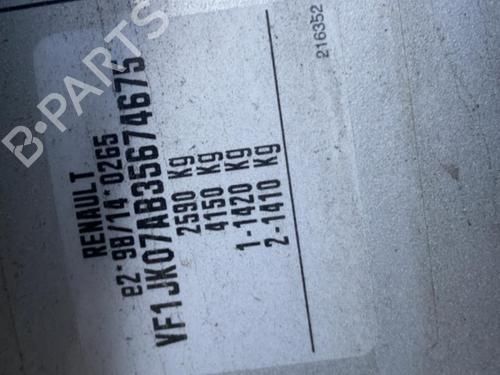 RENAULT
e2*98/14*0265
VF1JK07AB35674675
2590 Kg
4150 Kg
1-1420 Kg
2-1410 Kg
216352
B-PARTS